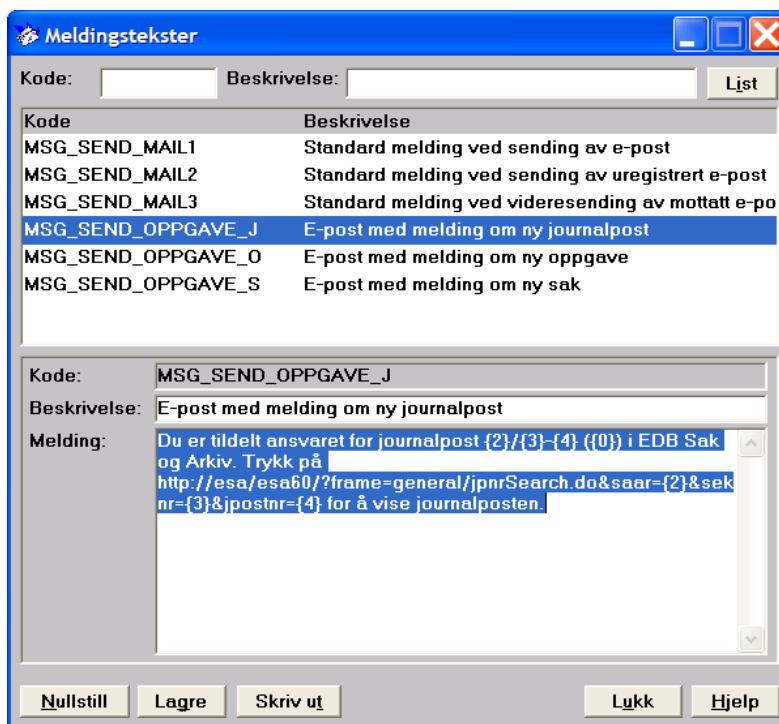 Meldingstekster
Kode: Beskrivelse: List
Kode Beskrivelse
MSG_SEND_MAIL1 Standard melding ved sending av e-post
MSG_SEND_MAIL2 Standard melding ved sending av uregistrert e-post
MSG_SEND_MAIL3 Standard melding ved videresending av mottatt e-po
MSG_SEND_OPPGAVE_J E-post med melding om ny journalpost
MSG_SEND_OPPGAVE_O E-post med melding om ny oppgave
MSG_SEND_OPPGAVE_S E-post med melding om ny sak
Kode: MSG_SEND_OPPGAVE_J
Beskrivelse: E-post med melding om ny journalpost
Melding: Du er tildelt ansvaret for journalpost {2}/{3}-{4} ({0}) i EDB Sak
og Arkiv. Trykk på
http://esa/esa60/?frame=general/jpnrSearch.do&saar={2}&sek
nr={3}&jpostnr={4} for å vise journalposten.
Nullstill Lagre Skriv ut Lukk Hjelp